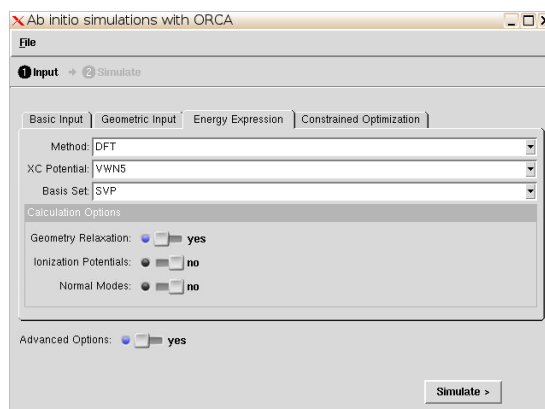 Ab initio simulations with ORCA
File
1 Input 2 Simulate
Basic Input Geometric Input Energy Expression Constrained Optimization
Method: DFT
XC Potential: VWN5
Basis Set: SVP
Calculation Options
Geometry Relaxation: yes
Ionization Potentials: no
Normal Modes: no
Advanced Options: yes
Simulate >